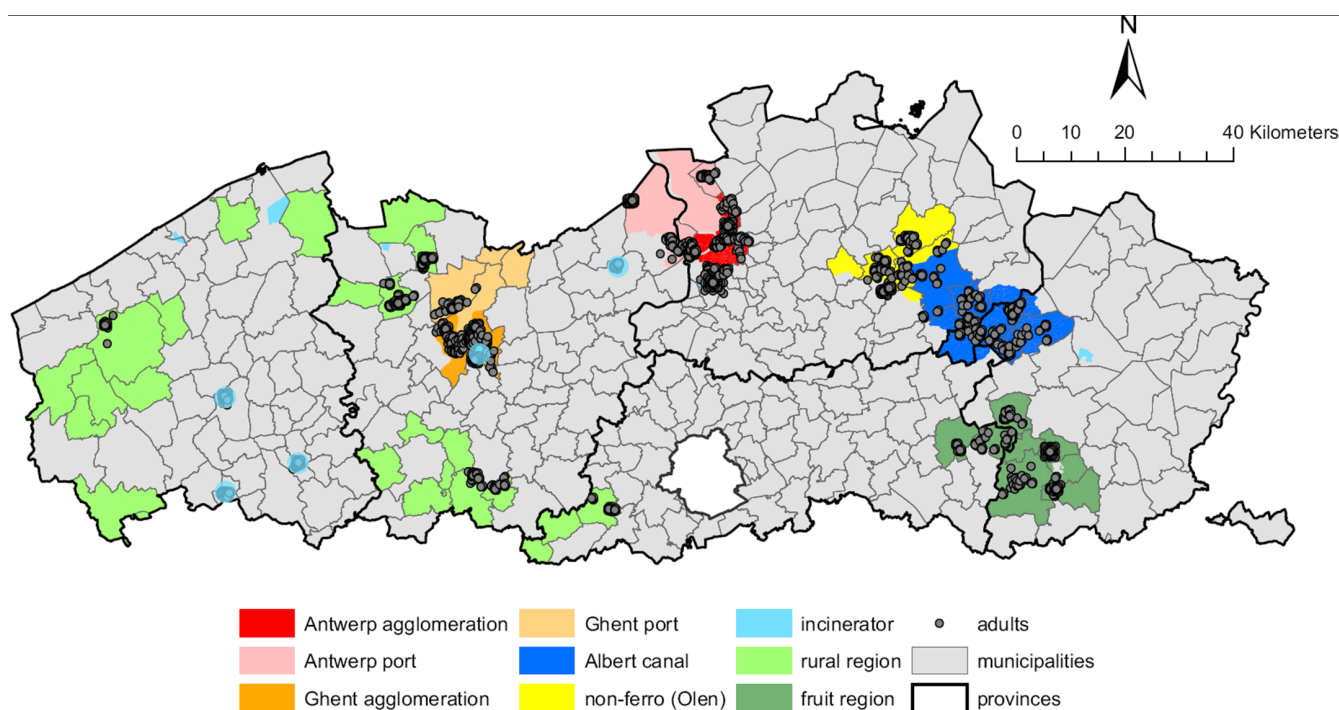 N
0 10 20 40 Kilometers
Antwerp agglomeration Ghent port incinerator adults
Antwerp port Albert canal rural region municipalities
Ghent agglomeration non-ferro (Olen) fruit region provinces